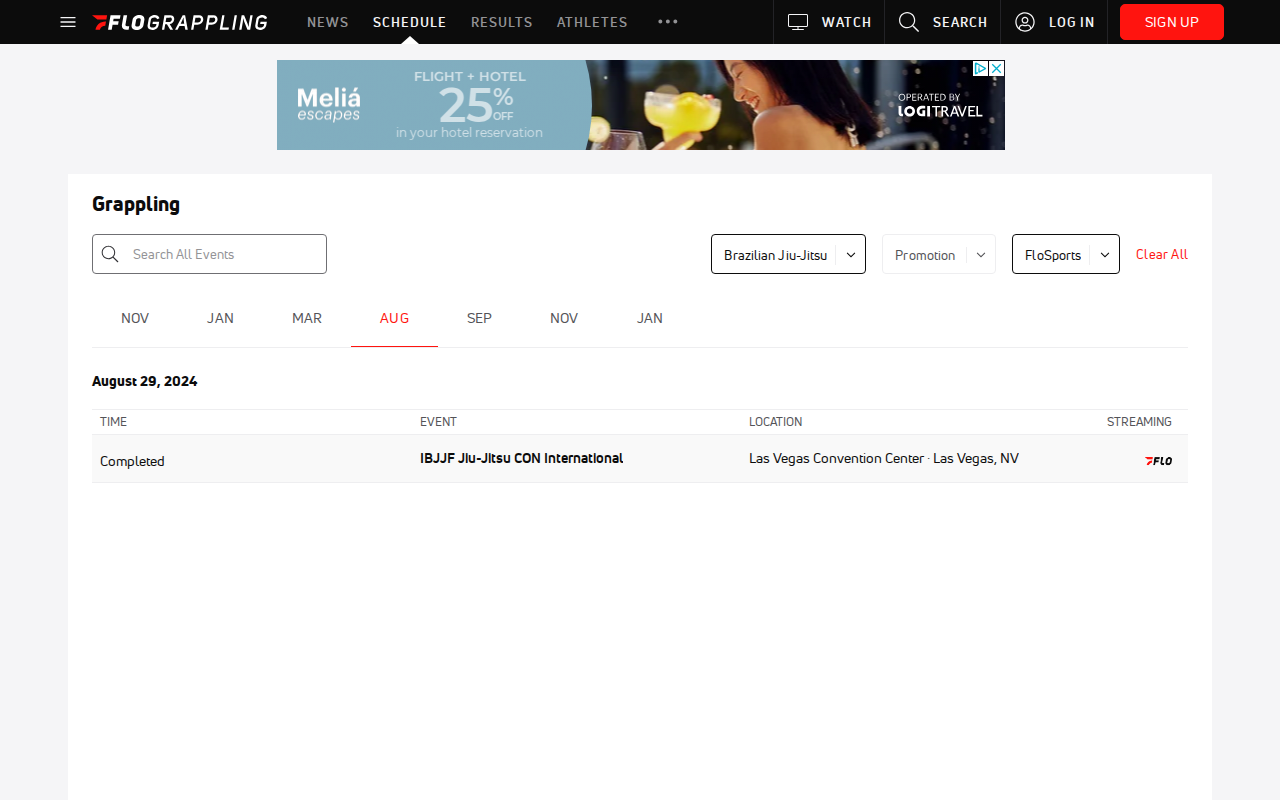 FLOGRAPPLING
NEWS
SCHEDULE
RESULTS
ATHLETES
WATCH
SEARCH
LOG IN
SIGN UP
Meliá
escapes
FLIGHT + HOTEL
25%
OFF
in your hotel reservation
OPERATED BY
LOGITRAVEL
Grappling
Search All Events
Brazilian Jiu-Jitsu
Promotion
FloSports
Clear All
NOV
JAN
MAR
AUG
SEP
NOV
JAN
August 29, 2024
TIME
EVENT
LOCATION
STREAMING
Completed
IBJJF Jiu-Jitsu CON International
Las Vegas Convention Center · Las Vegas, NV
FLO